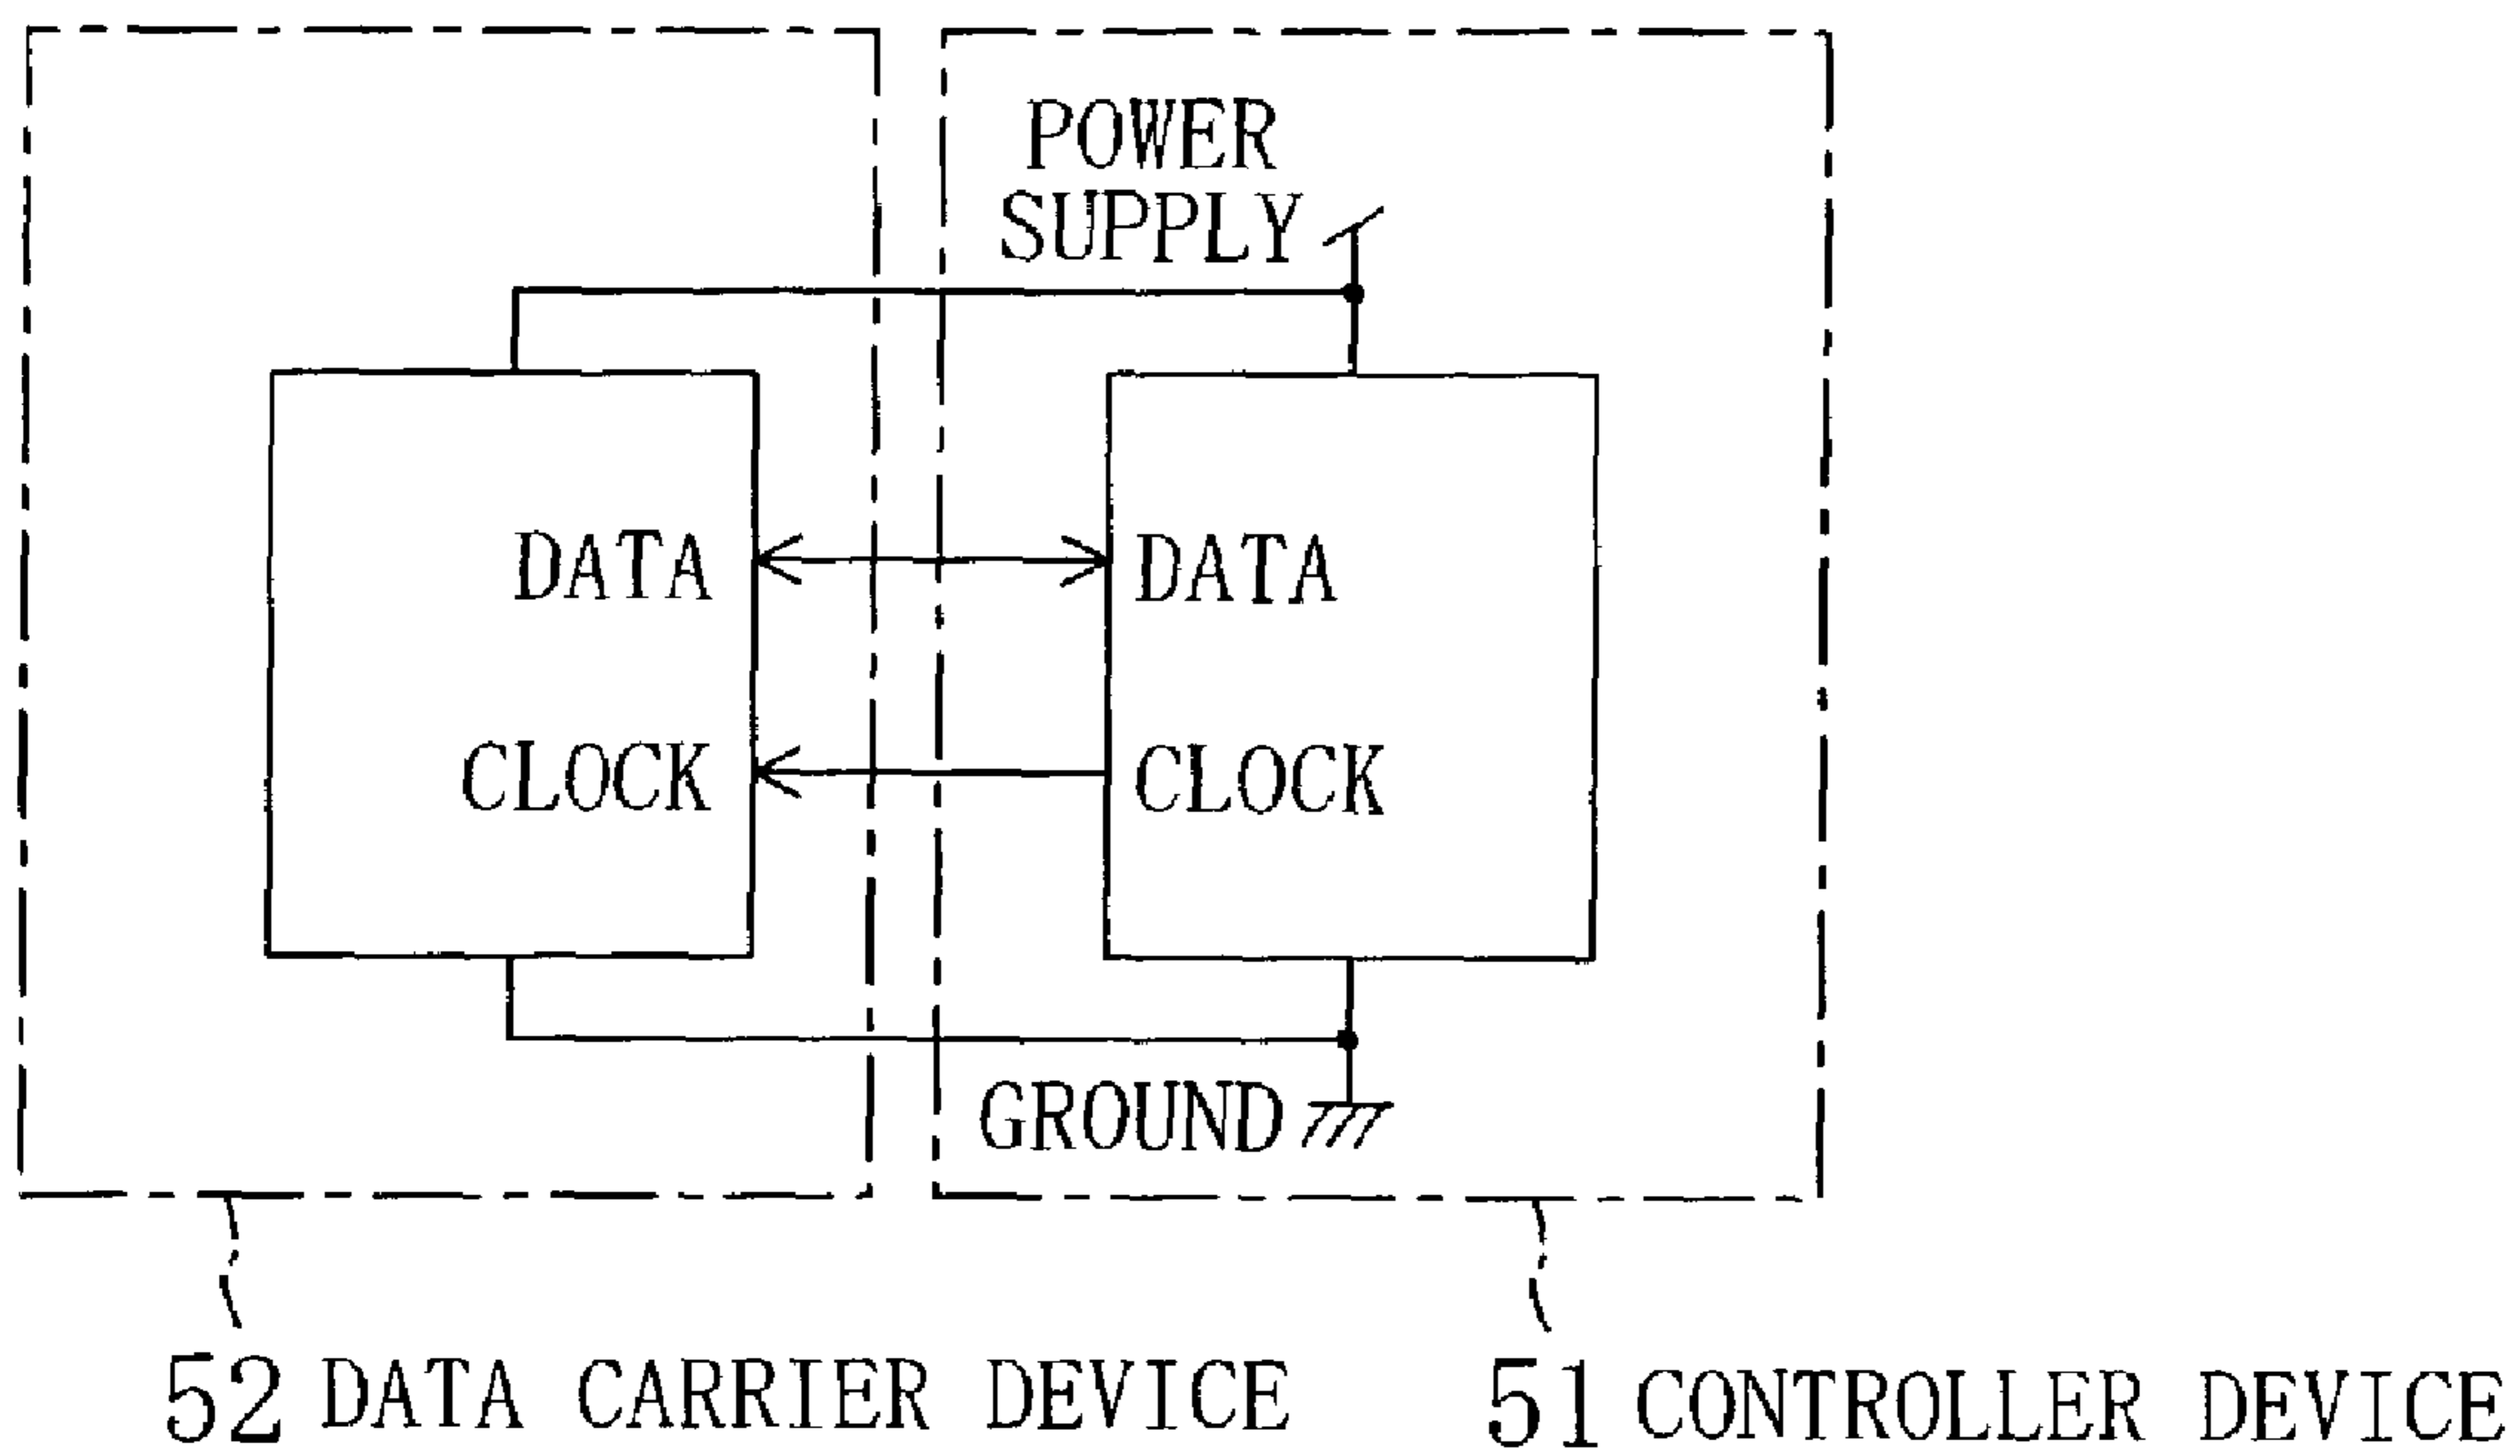 POWER
SUPPLY
DATA
DATA
CLOCK
CLOCK
GROUND
52 DATA CARRIER DEVICE
51 CONTROLLER DEVICE